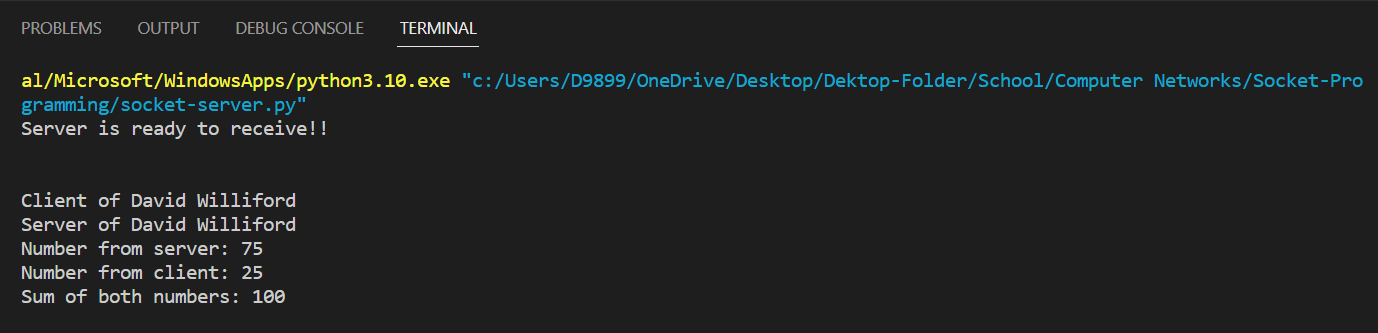 PROBLEMS OUTPUT DEBUG CONSOLE TERMINAL
al/Microsoft/WindowsApps/python3.10.exe "c:/Users/D9899/OneDrive/Desktop/Dektop-Folder/School/Computer Networks/Socket-Pro
gramming/socket-server.py"
Server is ready to receive!!
Client of David Williford
Server of David Williford
Number from server: 75
Number from client: 25
Sum of both numbers: 100